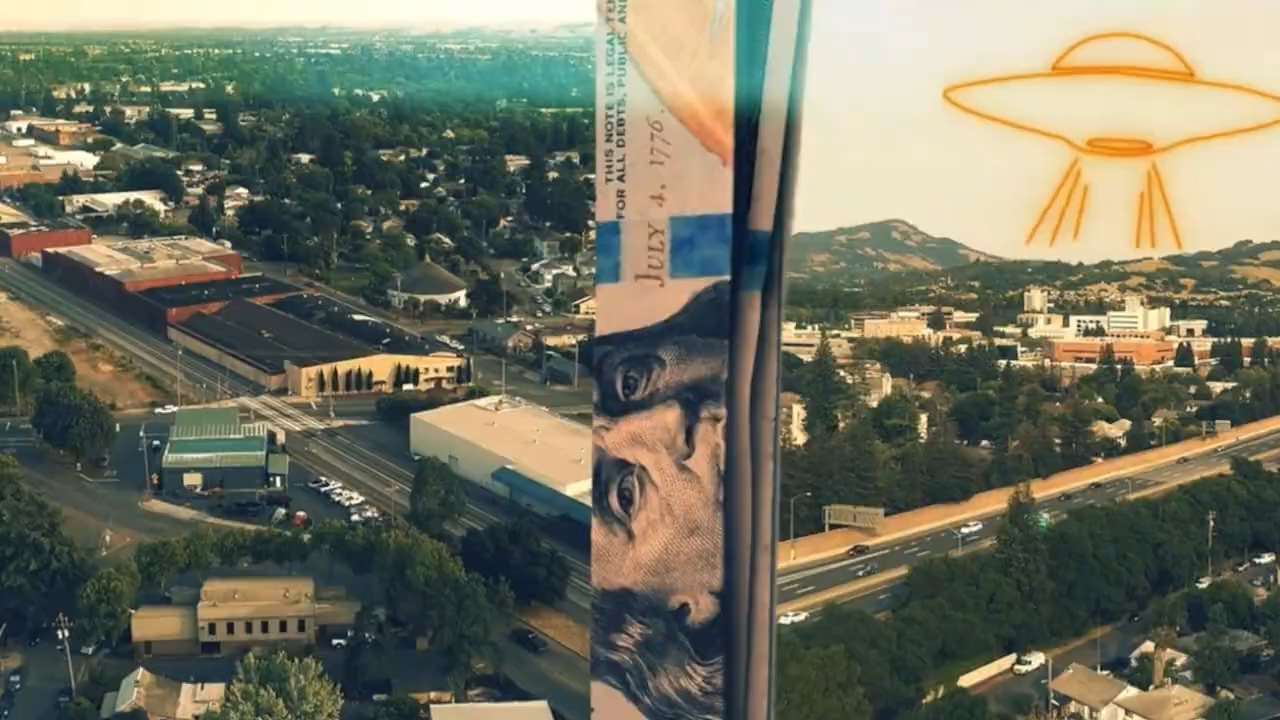 THIS NOTE IS LEGAL TE
FOR ALL DEBTS, PUBLIC AND
JULY 4, 1776.